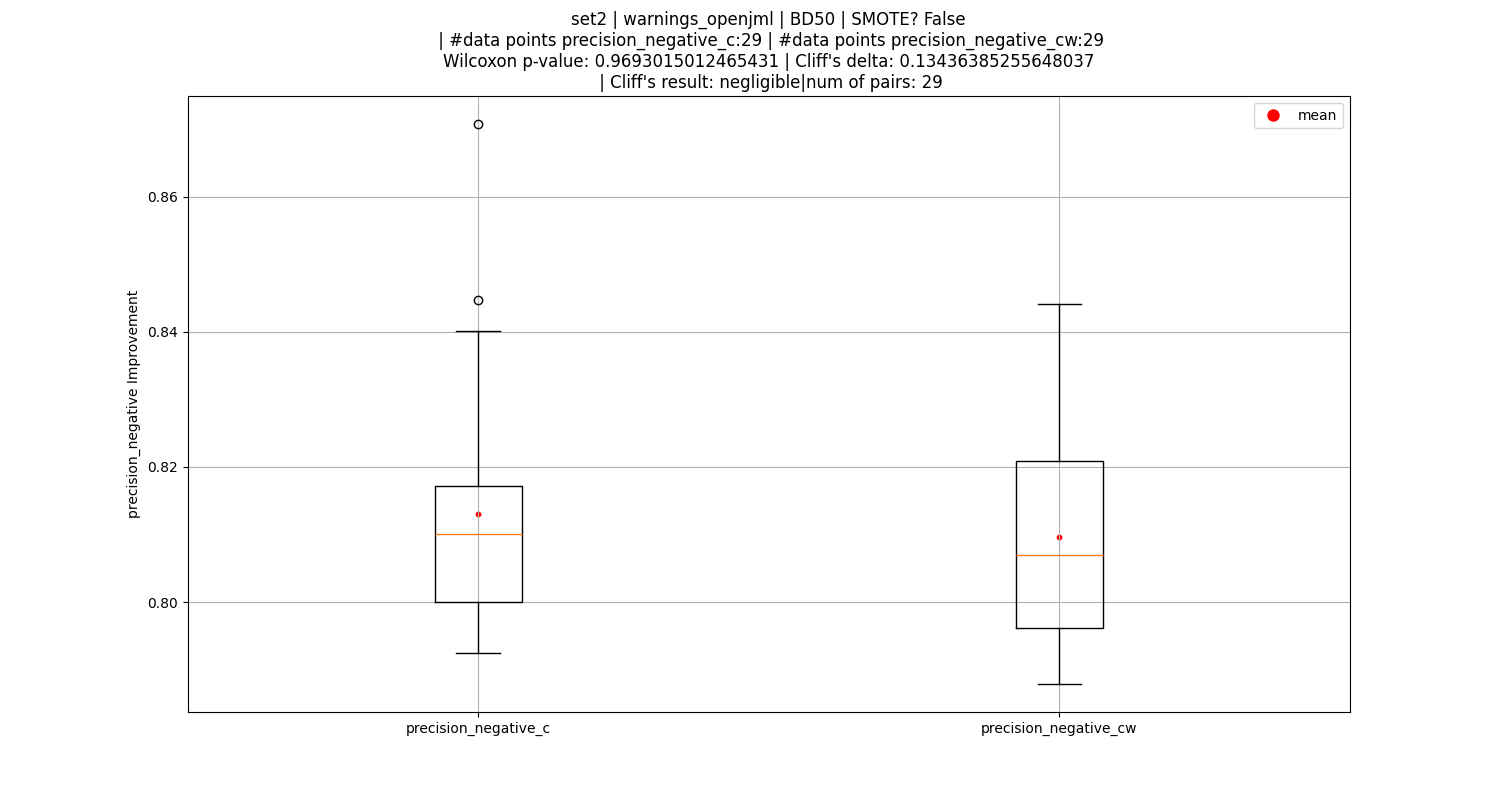 set2 | warnings_openjml | BD50 | SMOTE? False
| #data points precision_negative_c:29 | #data points precision_negative_cw:29
Wilcoxon p-value: 0.9693015012465431 | Cliff's delta: 0.13436385255648037
| Cliff's result: negligible|num of pairs: 29
mean
0.86
0.84
0.82
0.80
precision_negative Improvement
precision_negative_c
precision_negative_cw